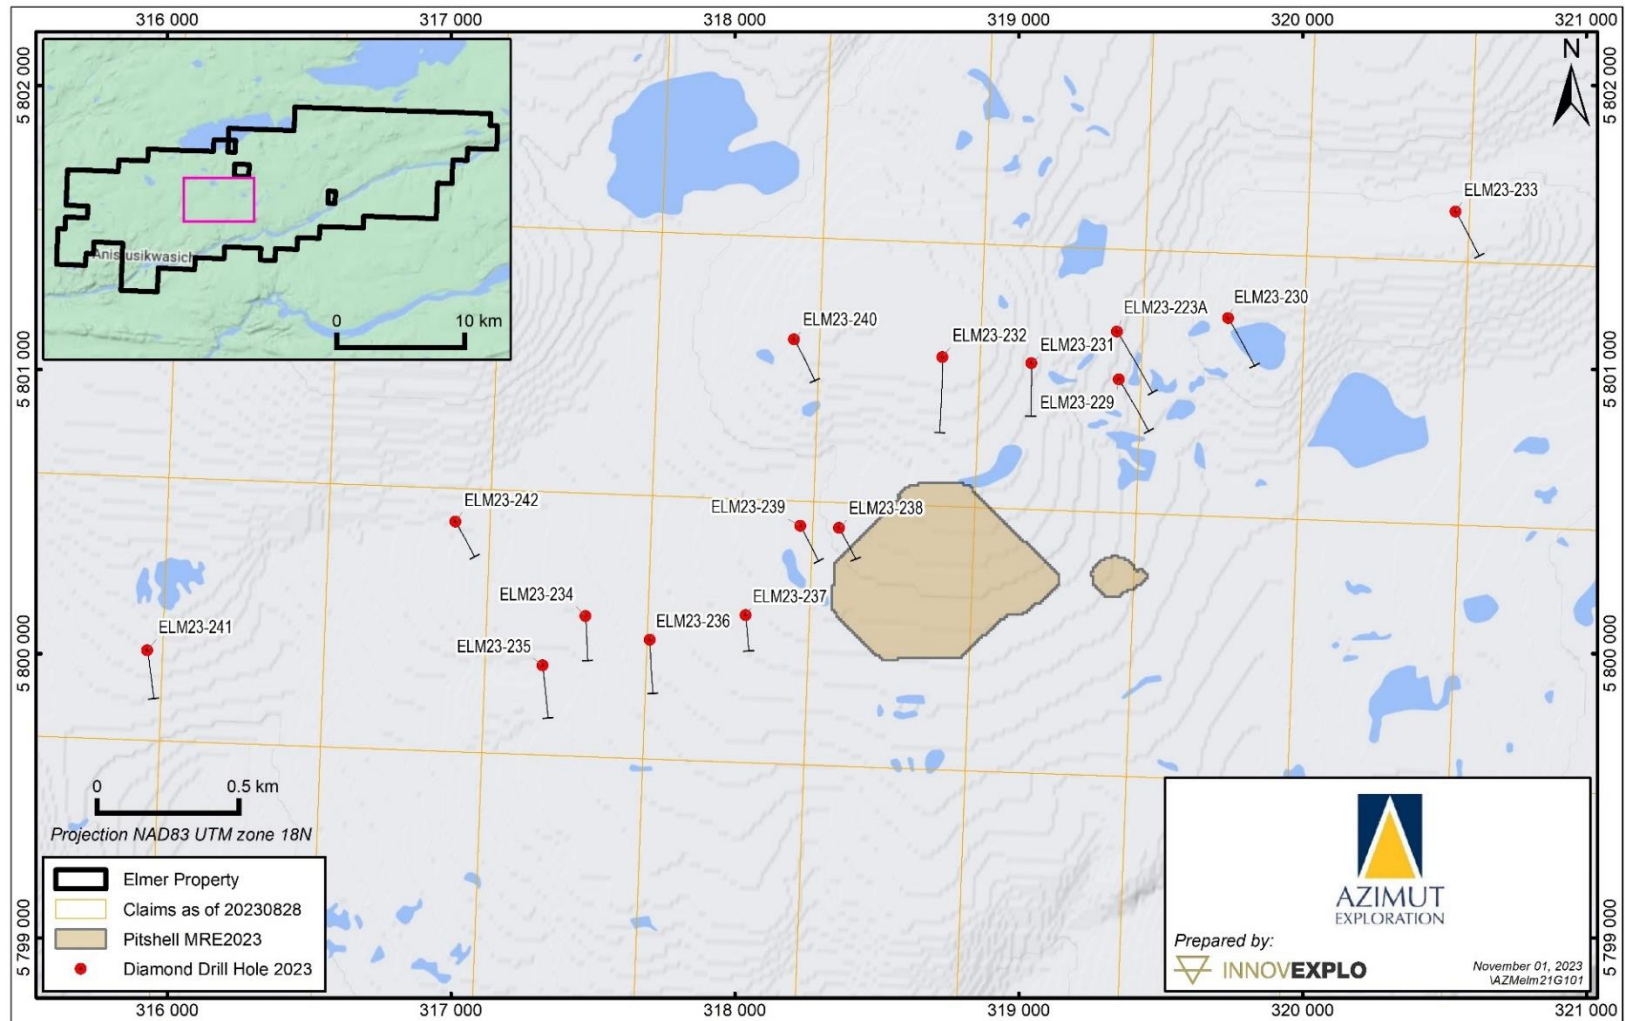 316 000
317 000
318 000
319 000
320 000
321 000
5 802 000
5 801 000
5 800 000
5 799 000
5 802 000
5 801 000
5 800 000
5 799 000
N
Anistusikwasich
0 10 km
ELM23-233
ELM23-230
ELM23-223A
ELM23-240
ELM23-232
ELM23-231
ELM23-229
ELM23-242
ELM23-239
ELM23-238
ELM23-234
ELM23-237
ELM23-236
ELM23-241
ELM23-235
0 0.5 km
Projection NAD83 UTM zone 18N
Elmer Property
Claims as of 20230828
Pitshell MRE2023
Diamond Drill Hole 2023
AZIMUT
EXPLORATION
Prepared by:
INNOVEXPLO
November 01, 2023
\AZMelm21G101
316 000
317 000
318 000
319 000
320 000
321 000